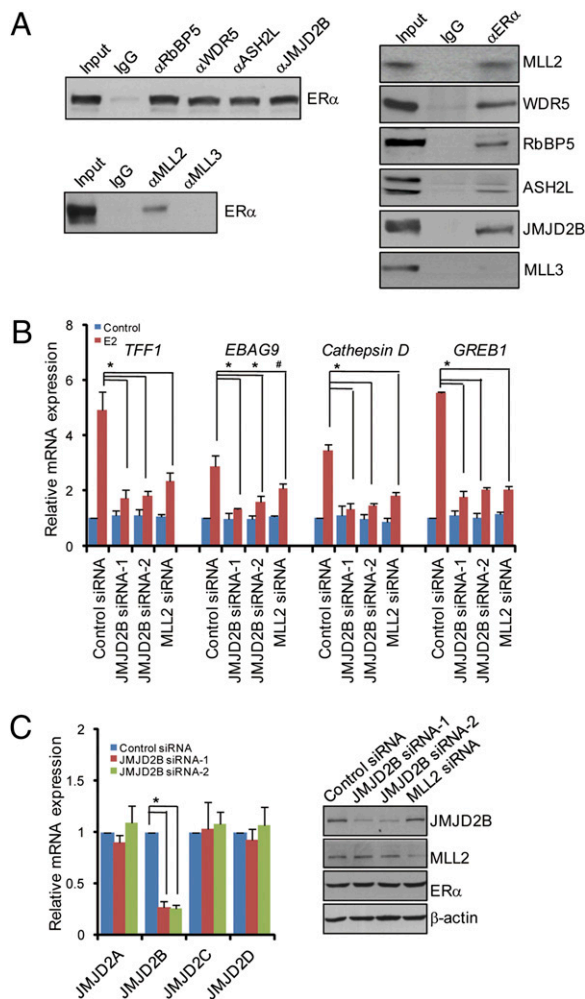 A
Input
IgG
αRbBP5
αWDR5
αASH2L
αJMJD2B
ERα
Input
IgG
αMLL2
αMLL3
ERα
Input
IgG
αERα
MLL2
WDR5
RbBP5
ASH2L
JMJD2B
MLL3
B
Relative mRNA expression
8
6
4
2
0
Control
E2
TFF1
EBAG9
Cathepsin D
GREB1
*
* * #
*
*
Control siRNA
JMJD2B siRNA-1
JMJD2B siRNA-2
MLL2 siRNA
Control siRNA
JMJD2B siRNA-1
JMJD2B siRNA-2
MLL2 siRNA
Control siRNA
JMJD2B siRNA-1
JMJD2B siRNA-2
MLL2 siRNA
Control siRNA
JMJD2B siRNA-1
JMJD2B siRNA-2
MLL2 siRNA
C
Relative mRNA expression
2
1.5
1
0.5
0
Control siRNA
JMJD2B siRNA-1
JMJD2B siRNA-2
*
JMJD2A
JMJD2B
JMJD2C
JMJD2D
Control siRNA
JMJD2B siRNA-1
JMJD2B siRNA-2
MLL2 siRNA
JMJD2B
MLL2
ERα
β-actin